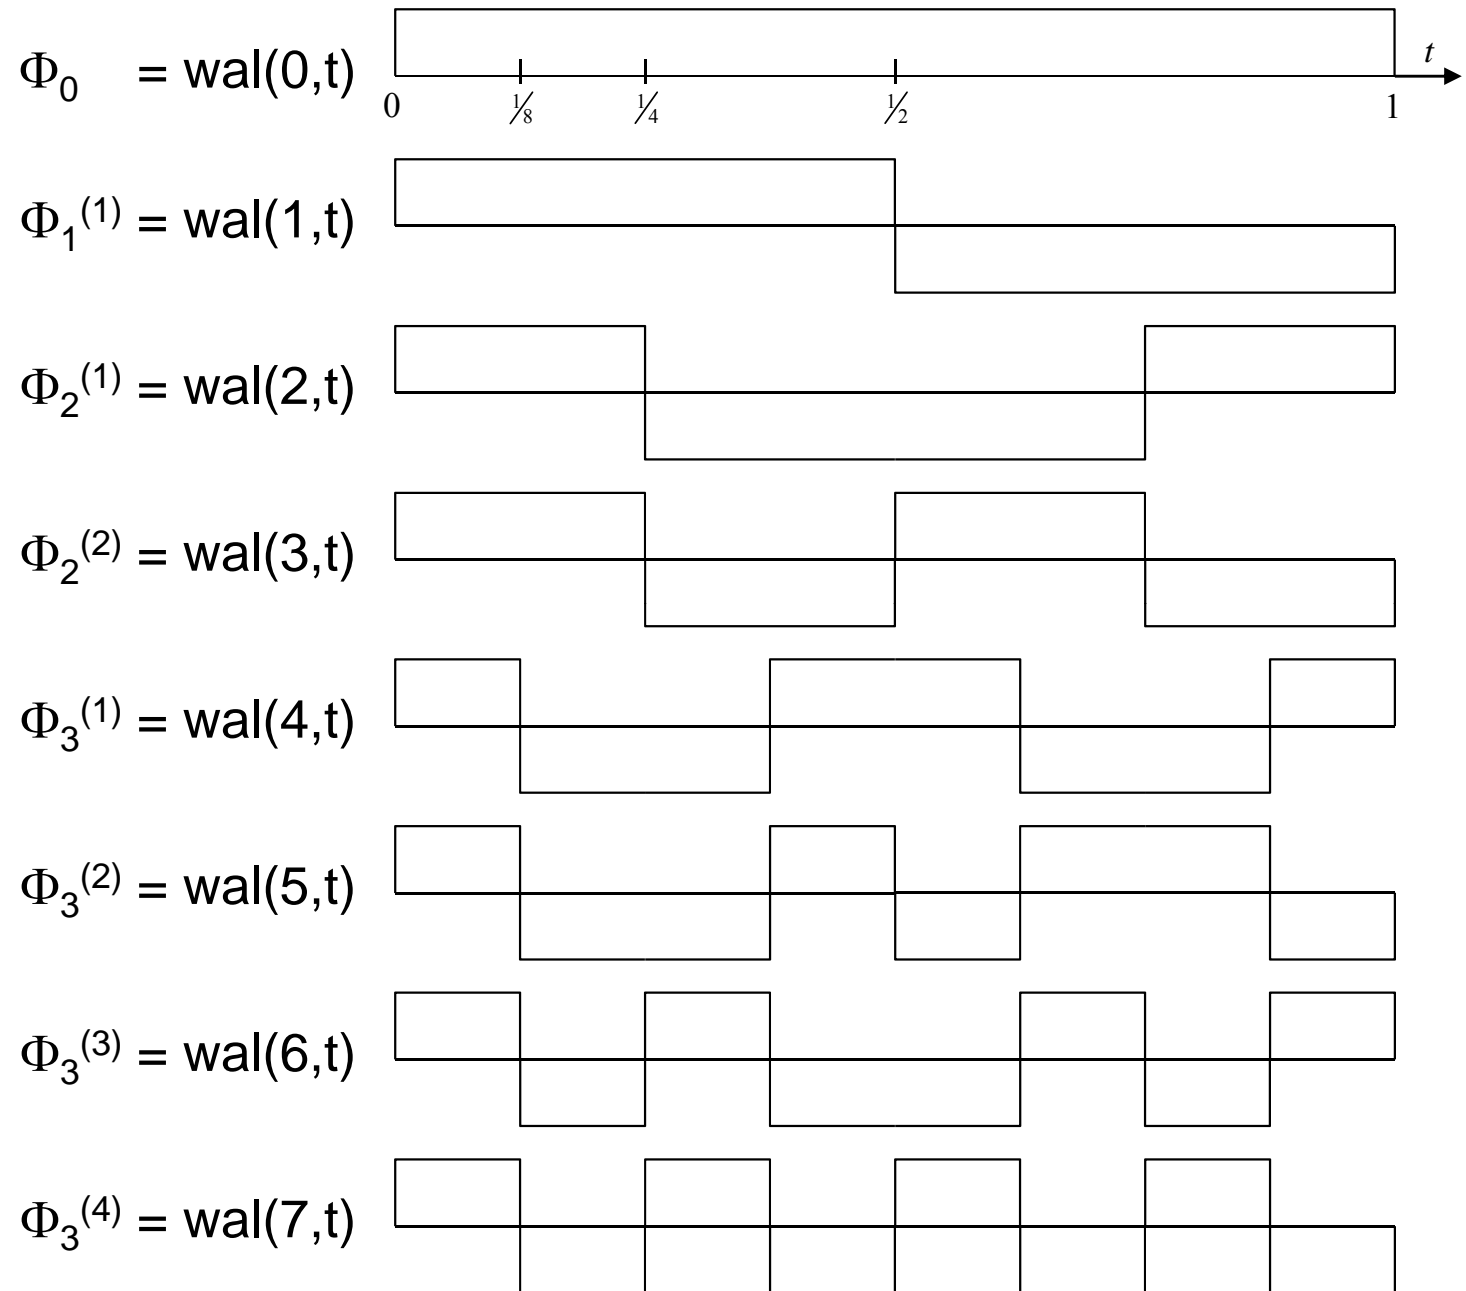 Φ₀ = wal(0,t)
t
0 ⅛ ¼ ½ 1
Φ₁⁽¹⁾ = wal(1,t)
Φ₂⁽¹⁾ = wal(2,t)
Φ₂⁽²⁾ = wal(3,t)
Φ₃⁽¹⁾ = wal(4,t)
Φ₃⁽²⁾ = wal(5,t)
Φ₃⁽³⁾ = wal(6,t)
Φ₃⁽⁴⁾ = wal(7,t)